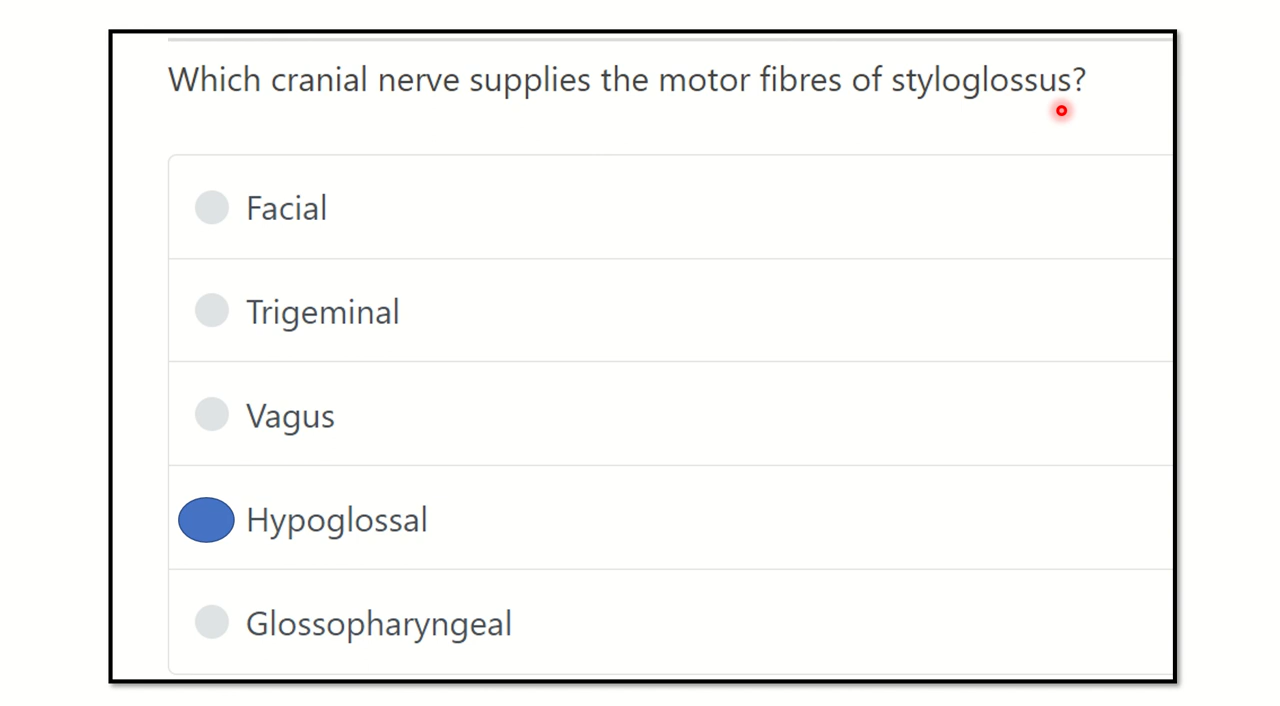 Which cranial nerve supplies the motor fibres of styloglossus?
Facial
Trigeminal
Vagus
Hypoglossal
Glossopharyngeal